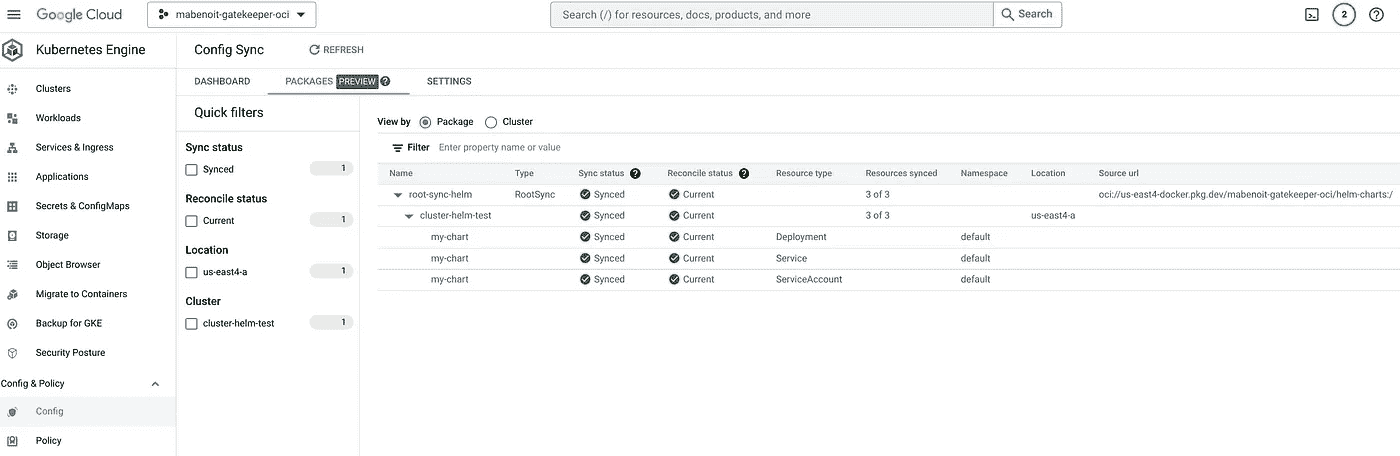 Google Cloud
mabenoit-gatekeeper-oci
Search (/) for resources, docs, products, and more
Search
2
Kubernetes Engine
Clusters
Workloads
Services & Ingress
Applications
Secrets & ConfigMaps
Storage
Object Browser
Migrate to Containers
Backup for GKE
Security Posture
Config & Policy
Config
Policy
Config Sync
REFRESH
DASHBOARD PACKAGES PREVIEW ? SETTINGS
Quick filters
Sync status
Synced 1
Reconcile status
Current 1
Location
us-east4-a 1
Cluster
cluster-helm-test 1
View by Package Cluster
Filter Enter property name or value
Name Type Sync status ? Reconcile status ? Resource type Resources synced Namespace Location Source url
root-sync-helm RootSync Synced Current 3 of 3 oci://us-east4-docker.pkg.dev/mabenoit-gatekeeper-oci/helm-charts:/
cluster-helm-test Synced Current 3 of 3 us-east4-a
my-chart Synced Current Deployment default
my-chart Synced Current Service default
my-chart Synced Current ServiceAccount default